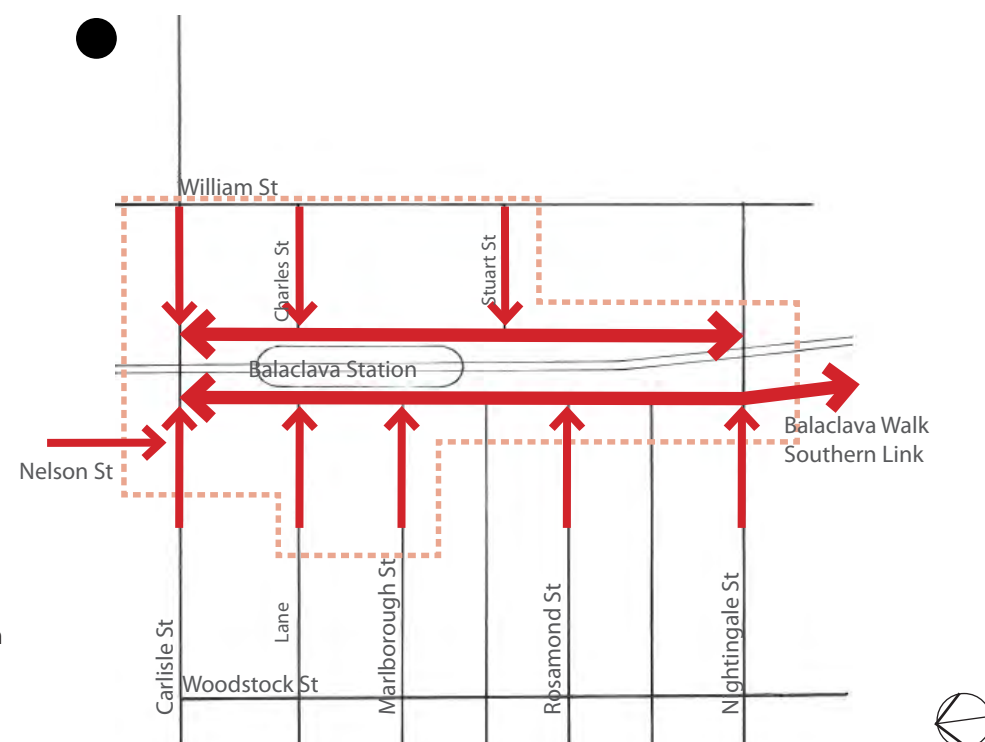 William St
Charles St
Stuart St
Balaclava Station
Balaclava Walk
Southern Link
Nelson St
Carlisle St
Lane
Marlborough St
Rosamond St
Nightingale St
Woodstock St